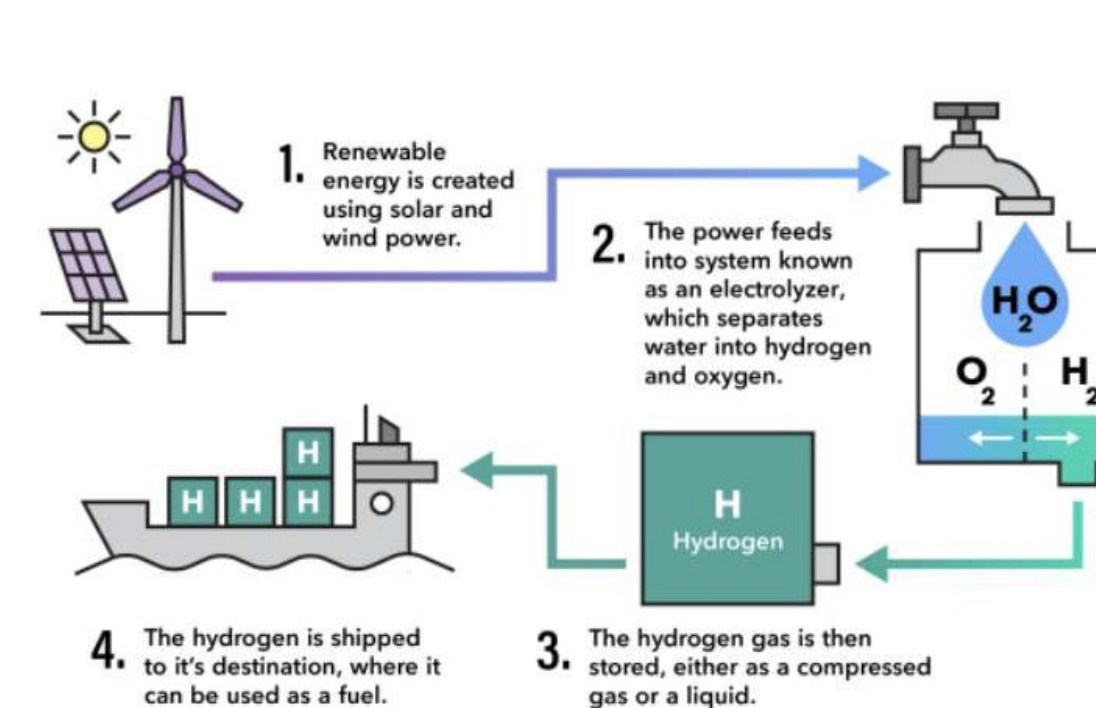 1.
Renewable
energy is created
using solar and
wind power.
2.
The power feeds
into system known
as an electrolyzer,
which separates
water into hydrogen
and oxygen.
H₂O
O₂
H₂
H
Hydrogen
3.
The hydrogen gas is then
stored, either as a compressed
gas or a liquid.
H
H H H
4.
The hydrogen is shipped
to it's destination, where it
can be used as a fuel.